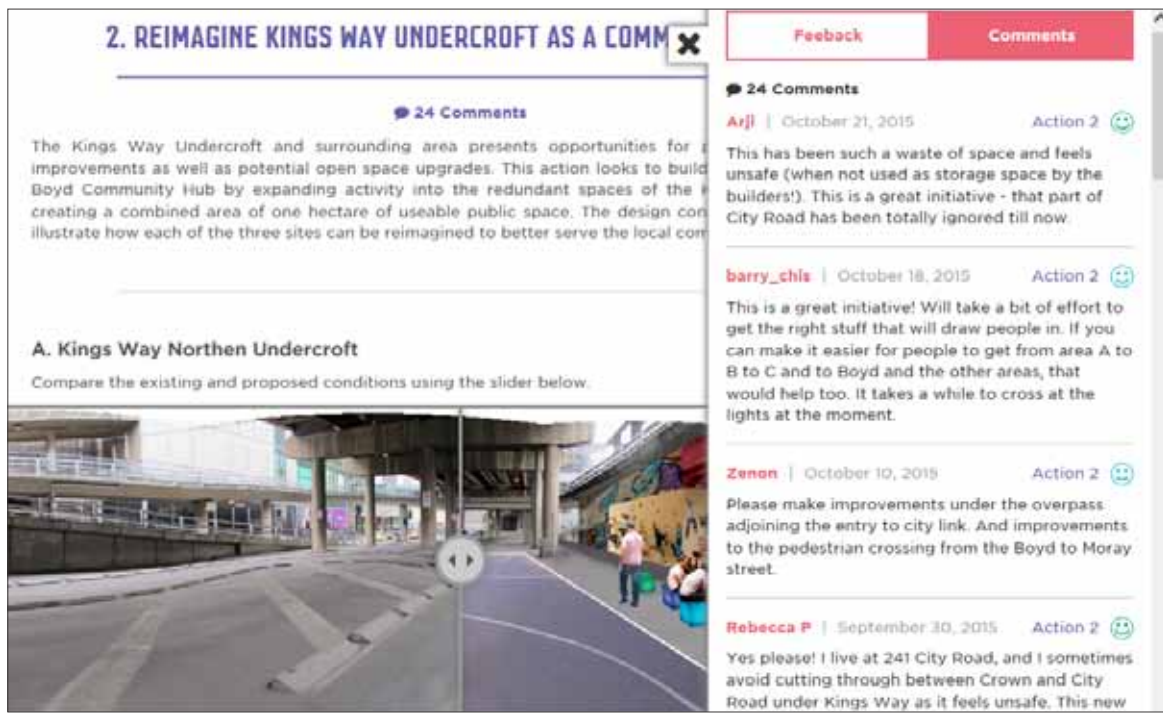 2. REIMAGINE KINGS WAY UNDERCROFT AS A COMM
24 Comments
The Kings Way Undercroft and surrounding area presents opportunities for
improvements as well as potential open space upgrades. This action looks to build
Boyd Community Hub by expanding activity into the redundant spaces of the
creating a combined area of one hectare of useable public space. The design con
illustrate how each of the three sites can be reimagined to better serve the local com
A. Kings Way Northen Undercroft
Compare the existing and proposed conditions using the slider below.
Feeback
Comments
24 Comments
Arji | October 21, 2015 Action 2
This has been such a waste of space and feels
unsafe (when not used as storage space by the
builders!). This is a great initiative - that part of
City Road has been totally ignored till now.
barry_chis | October 18, 2015 Action 2
This is a great initiative! Will take a bit of effort to
get the right stuff that will draw people in. If you
can make it easier for people to get from area A to
B to C and to Boyd and the other areas, that
would help too. It takes a while to cross at the
lights at the moment.
Zenon | October 10, 2015 Action 2
Please make improvements under the overpass
adjoining the entry to city link. And improvements
to the pedestrian crossing from the Boyd to Moray
street.
Rebecca P | September 30, 2015 Action 2
Yes please! I live at 241 City Road, and I sometimes
avoid cutting through between Crown and City
Road under Kings Way as it feels unsafe. This new